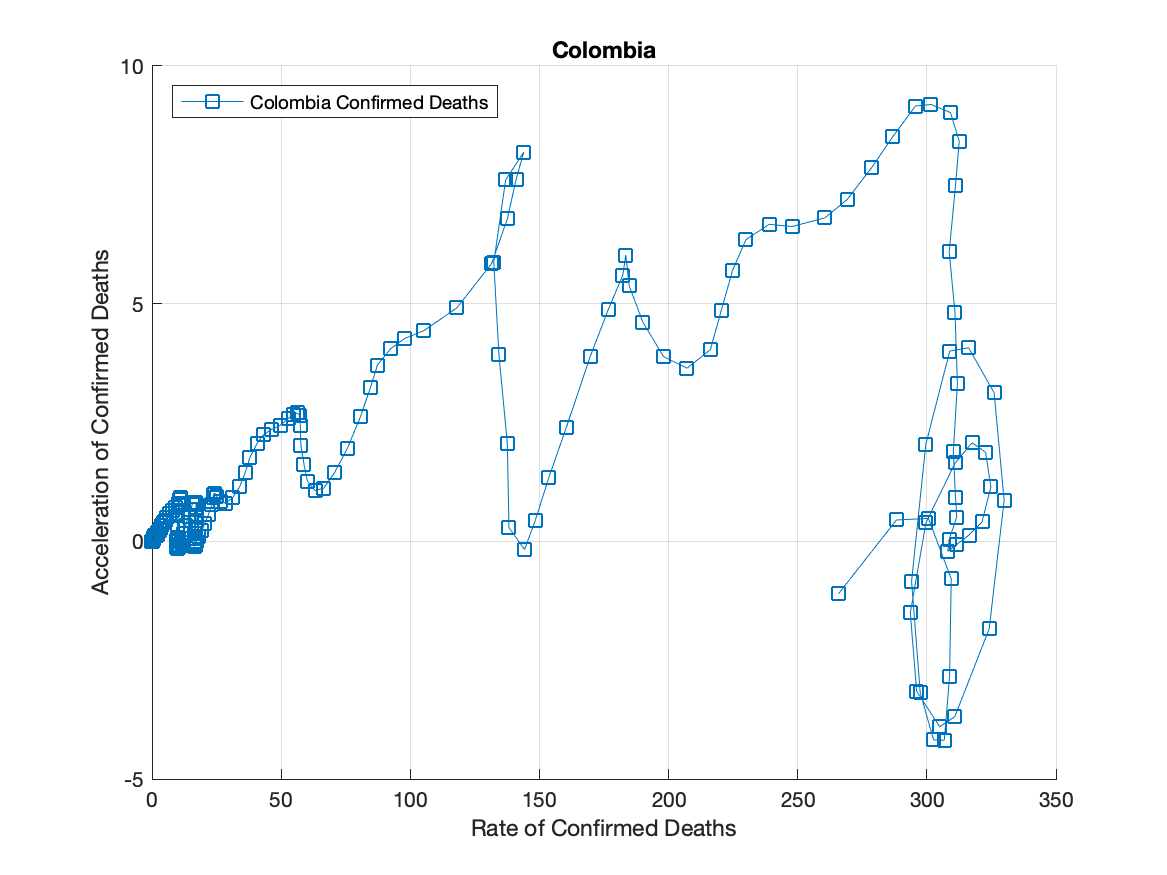 Colombia
10
Colombia Confirmed Deaths
5
0
-5
Acceleration of Confirmed Deaths
0 50 100 150 200 250 300 350
Rate of Confirmed Deaths